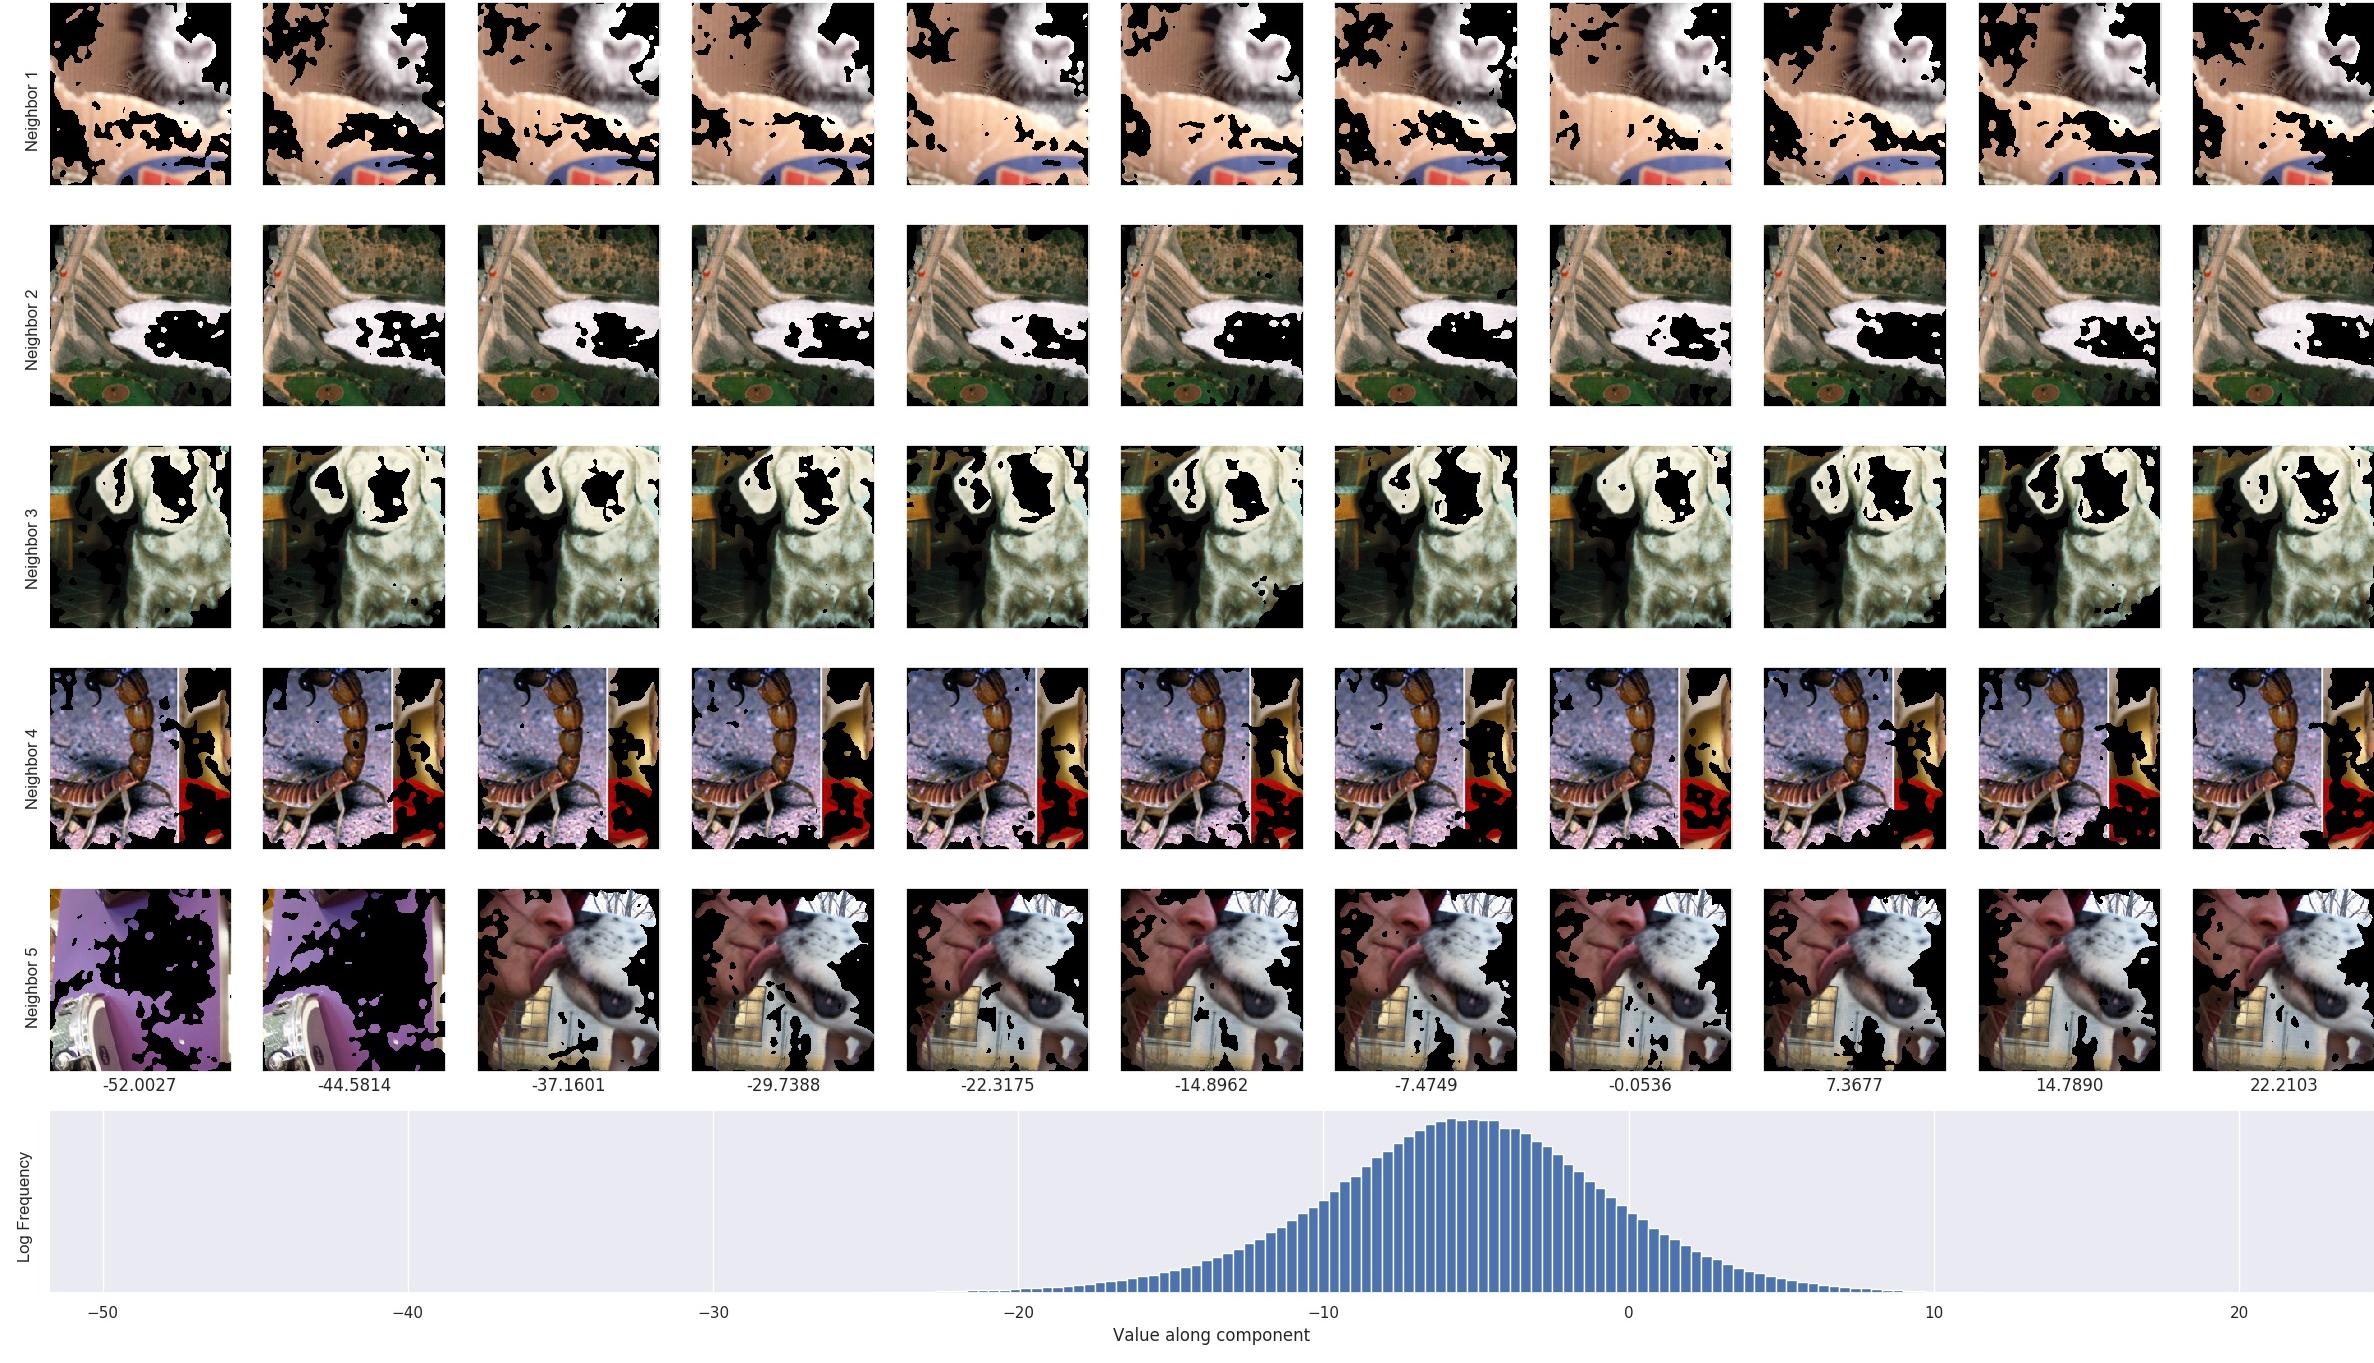 Neighbor 1
Neighbor 2
Neighbor 3
Neighbor 4
Neighbor 5
-52.0027 -44.5814 -37.1601 -29.7388 -22.3175 -14.8962 -7.4749 -0.0536 7.3677 14.7890 22.2103
Log Frequency
−50 −40 −30 −20 −10 0 10 20
Value along component